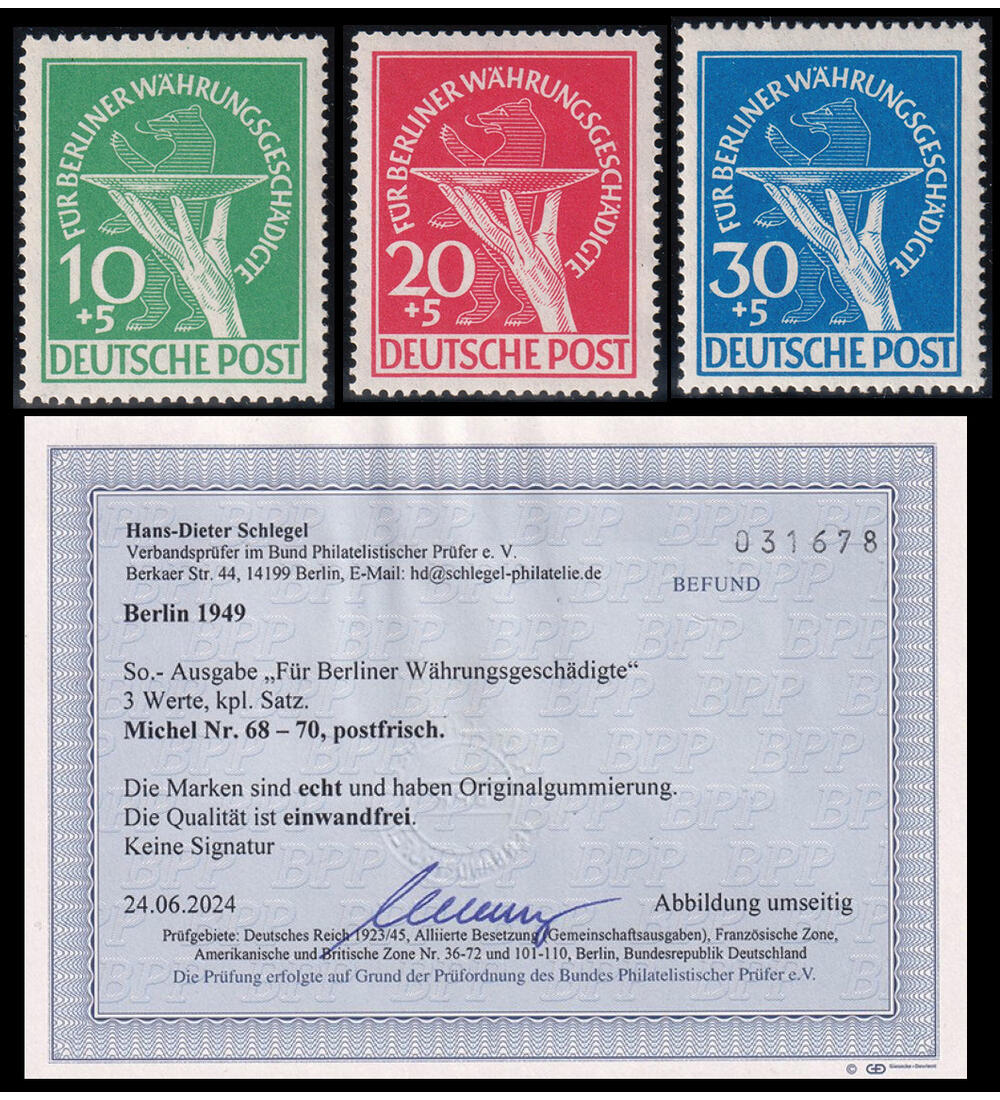 FÜR BERLINER WÄHRUNGSGESCHÄDIGTE
10
+5
DEUTSCHE POST
FÜR BERLINER WÄHRUNGSGESCHÄDIGTE
20
+5
DEUTSCHE POST
FÜR BERLINER WÄHRUNGSGESCHÄDIGTE
30
+5
DEUTSCHE POST
Hans-Dieter Schlegel
Verbandsprüfer im Bund Philatelistischer Prüfer e. V.
Berkaer Str. 44, 14199 Berlin, E-Mail: hd@schlegel-philatelie.de
031678
BEFUND
Berlin 1949
So.- Ausgabe „Für Berliner Währungsgeschädigte“
3 Werte, kpl. Satz.
Michel Nr. 68 – 70, postfrisch.
Die Marken sind echt und haben Originalgummierung.
Die Qualität ist einwandfrei.
Keine Signatur
24.06.2024 Abbildung umseitig
Prüfgebiete: Deutsches Reich 1923/45, Alliierte Besetzung (Gemeinschaftsausgaben), Französische Zone,
Amerikanische und Britische Zone Nr. 36-72 und 101-110, Berlin, Bundesrepublik Deutschland
Die Prüfung erfolgte auf Grund der Prüfordnung des Bundes Philatelistischer Prüfer e.V.
© GD Giesecke+Devrient